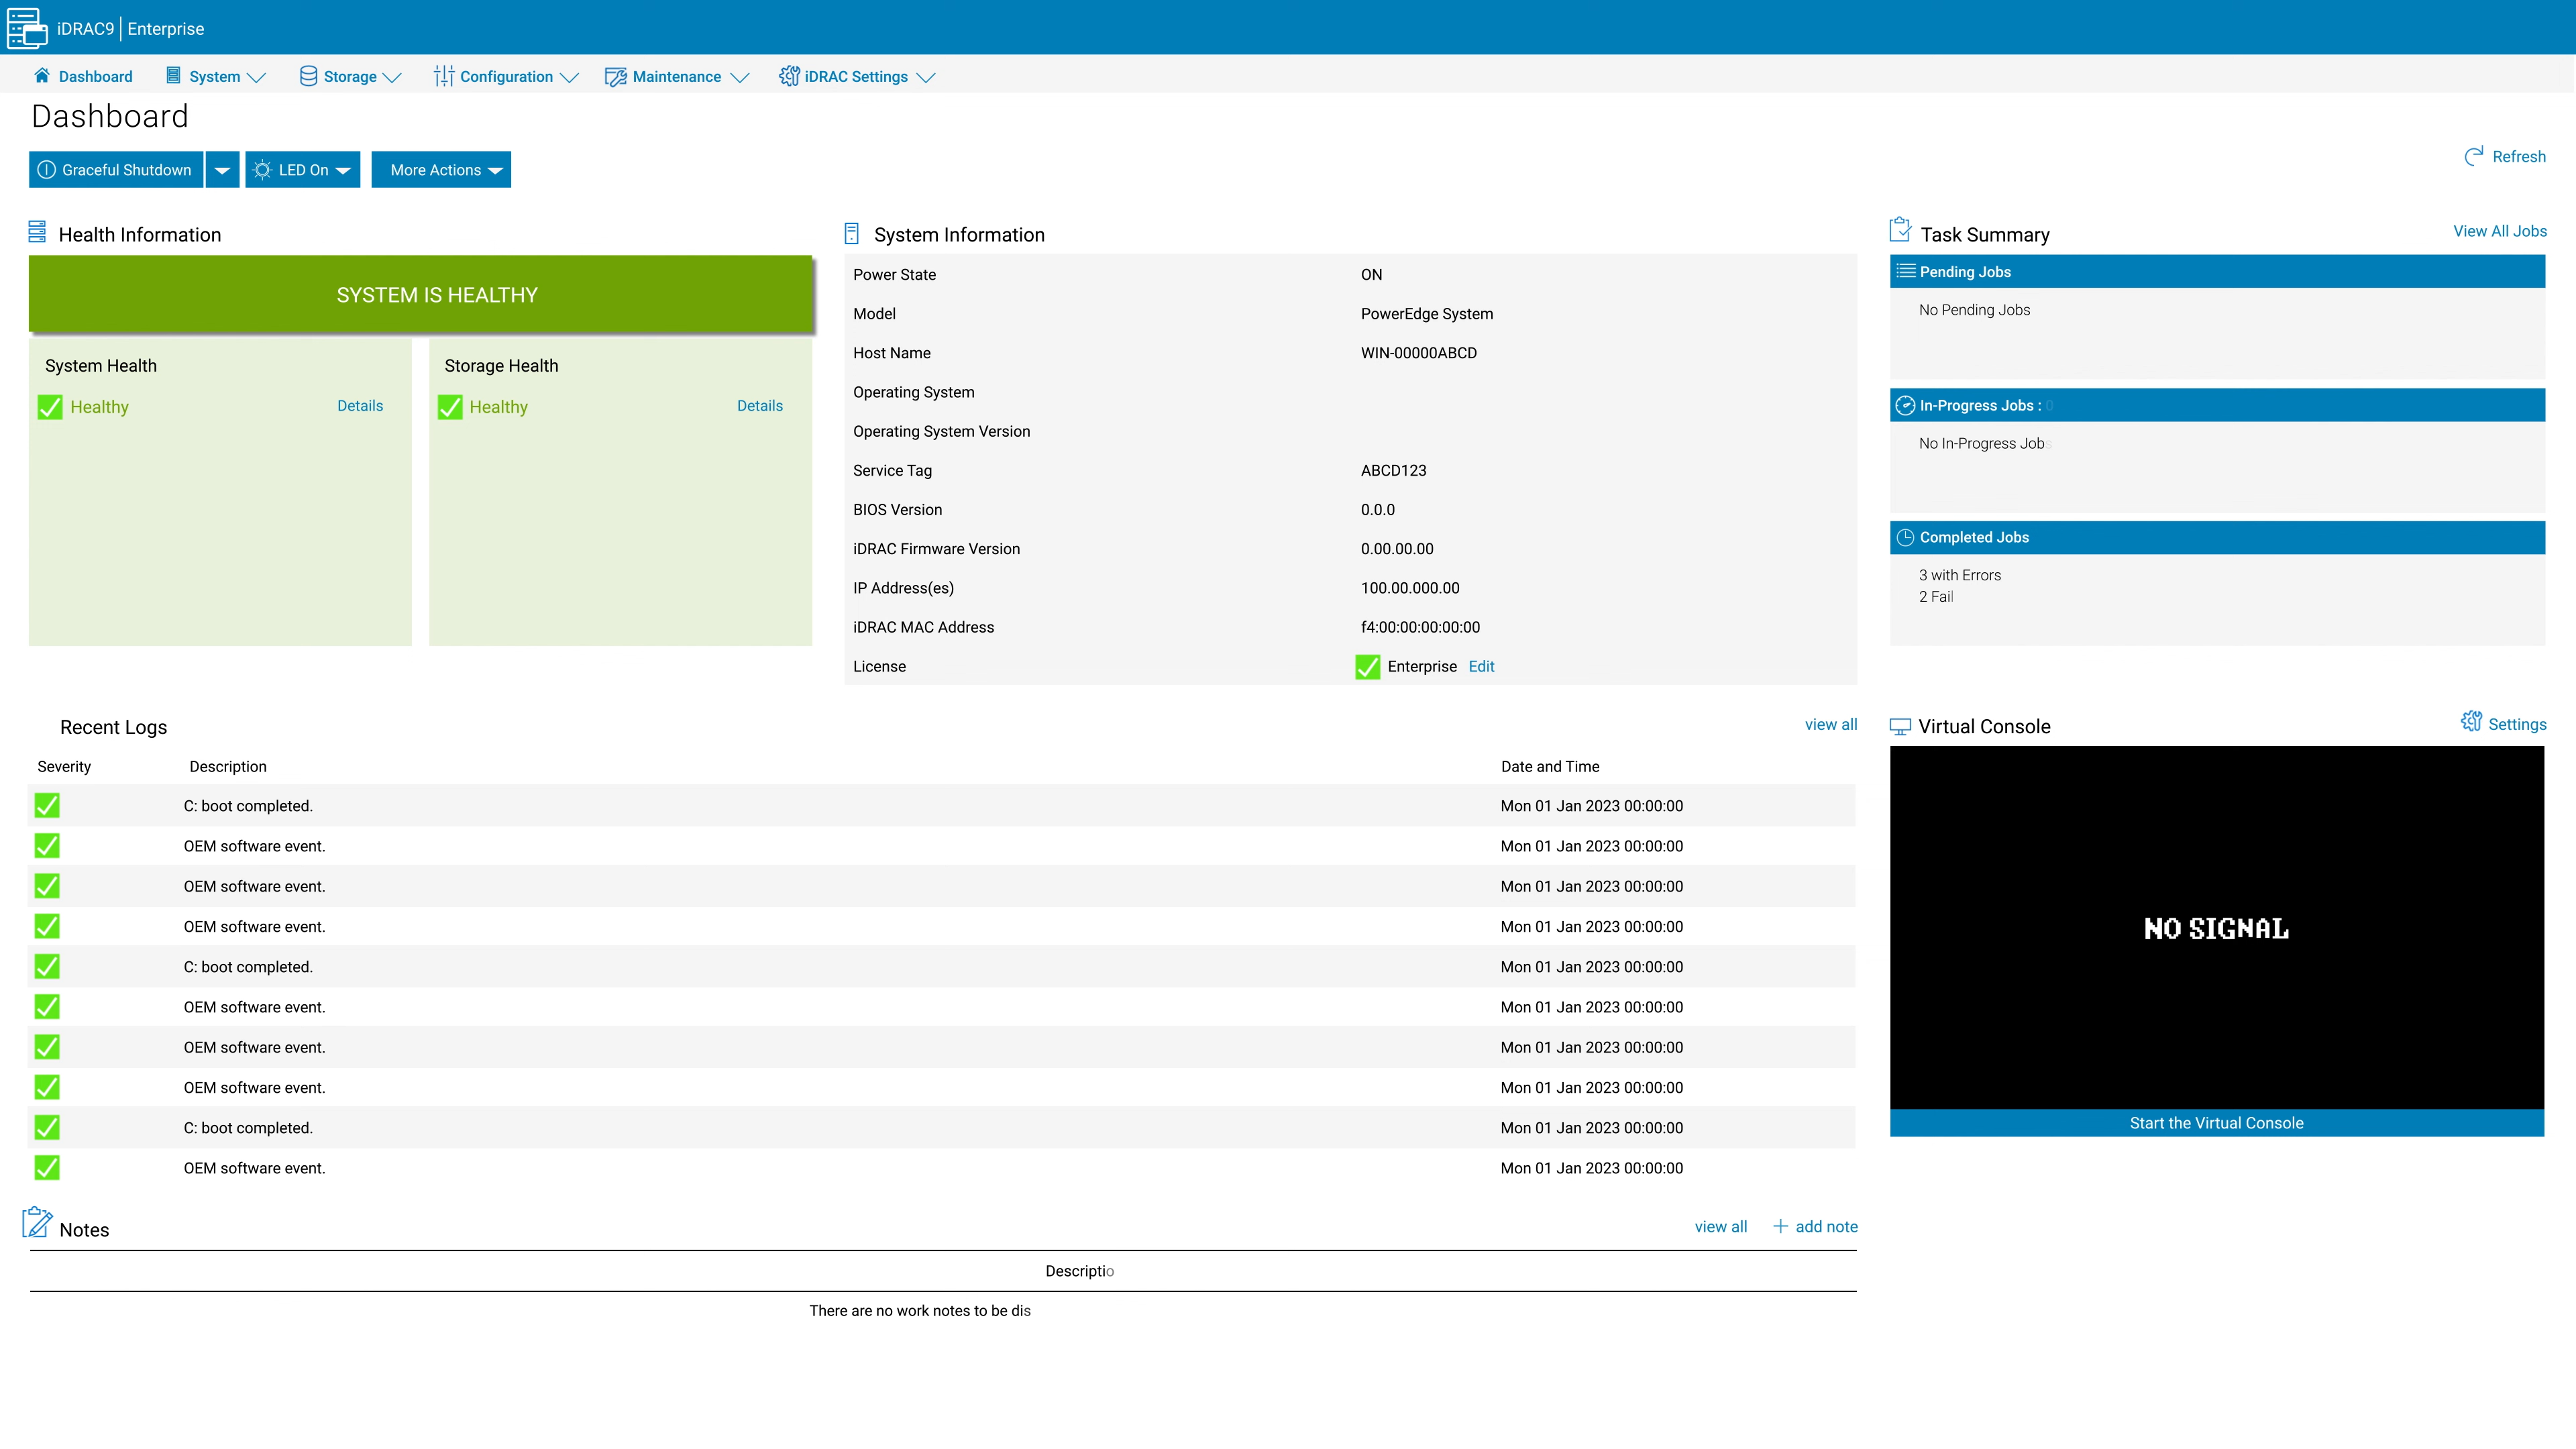 iDRAC9 | Enterprise
Dashboard System Storage Configuration Maintenance iDRAC Settings
Dashboard
Graceful Shutdown LED On More Actions
Refresh
Health Information
SYSTEM IS HEALTHY
System Health
Healthy Details
Storage Health
Healthy Details
System Information
Power State ON
Model PowerEdge System
Host Name WIN-00000ABCD
Operating System
Operating System Version
Service Tag ABCD123
BIOS Version 0.0.0
iDRAC Firmware Version 0.00.00.00
IP Address(es) 100.00.000.00
iDRAC MAC Address f4:00:00:00:00:00
License Enterprise Edit
Task Summary View All Jobs
Pending Jobs
No Pending Jobs
In-Progress Jobs : 0
No In-Progress Jobs
Completed Jobs
3 with Errors
2 Fail
Recent Logs view all
Severity Description Date and Time
C: boot completed. Mon 01 Jan 2023 00:00:00
OEM software event. Mon 01 Jan 2023 00:00:00
OEM software event. Mon 01 Jan 2023 00:00:00
OEM software event. Mon 01 Jan 2023 00:00:00
C: boot completed. Mon 01 Jan 2023 00:00:00
OEM software event. Mon 01 Jan 2023 00:00:00
OEM software event. Mon 01 Jan 2023 00:00:00
OEM software event. Mon 01 Jan 2023 00:00:00
C: boot completed. Mon 01 Jan 2023 00:00:00
OEM software event. Mon 01 Jan 2023 00:00:00
Virtual Console Settings
NO SIGNAL
Start the Virtual Console
Notes view all + add note
Descriptio
There are no work notes to be dis